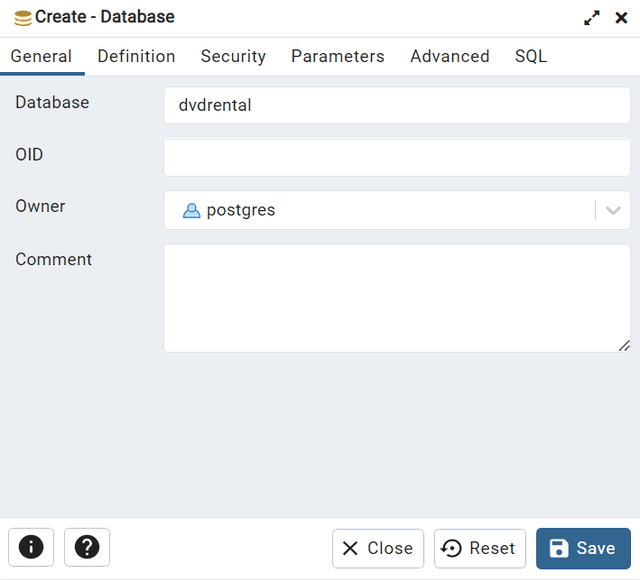 Create - Database
General Definition Security Parameters Advanced SQL
Database dvdrental
OID
Owner postgres
Comment
Close Reset Save